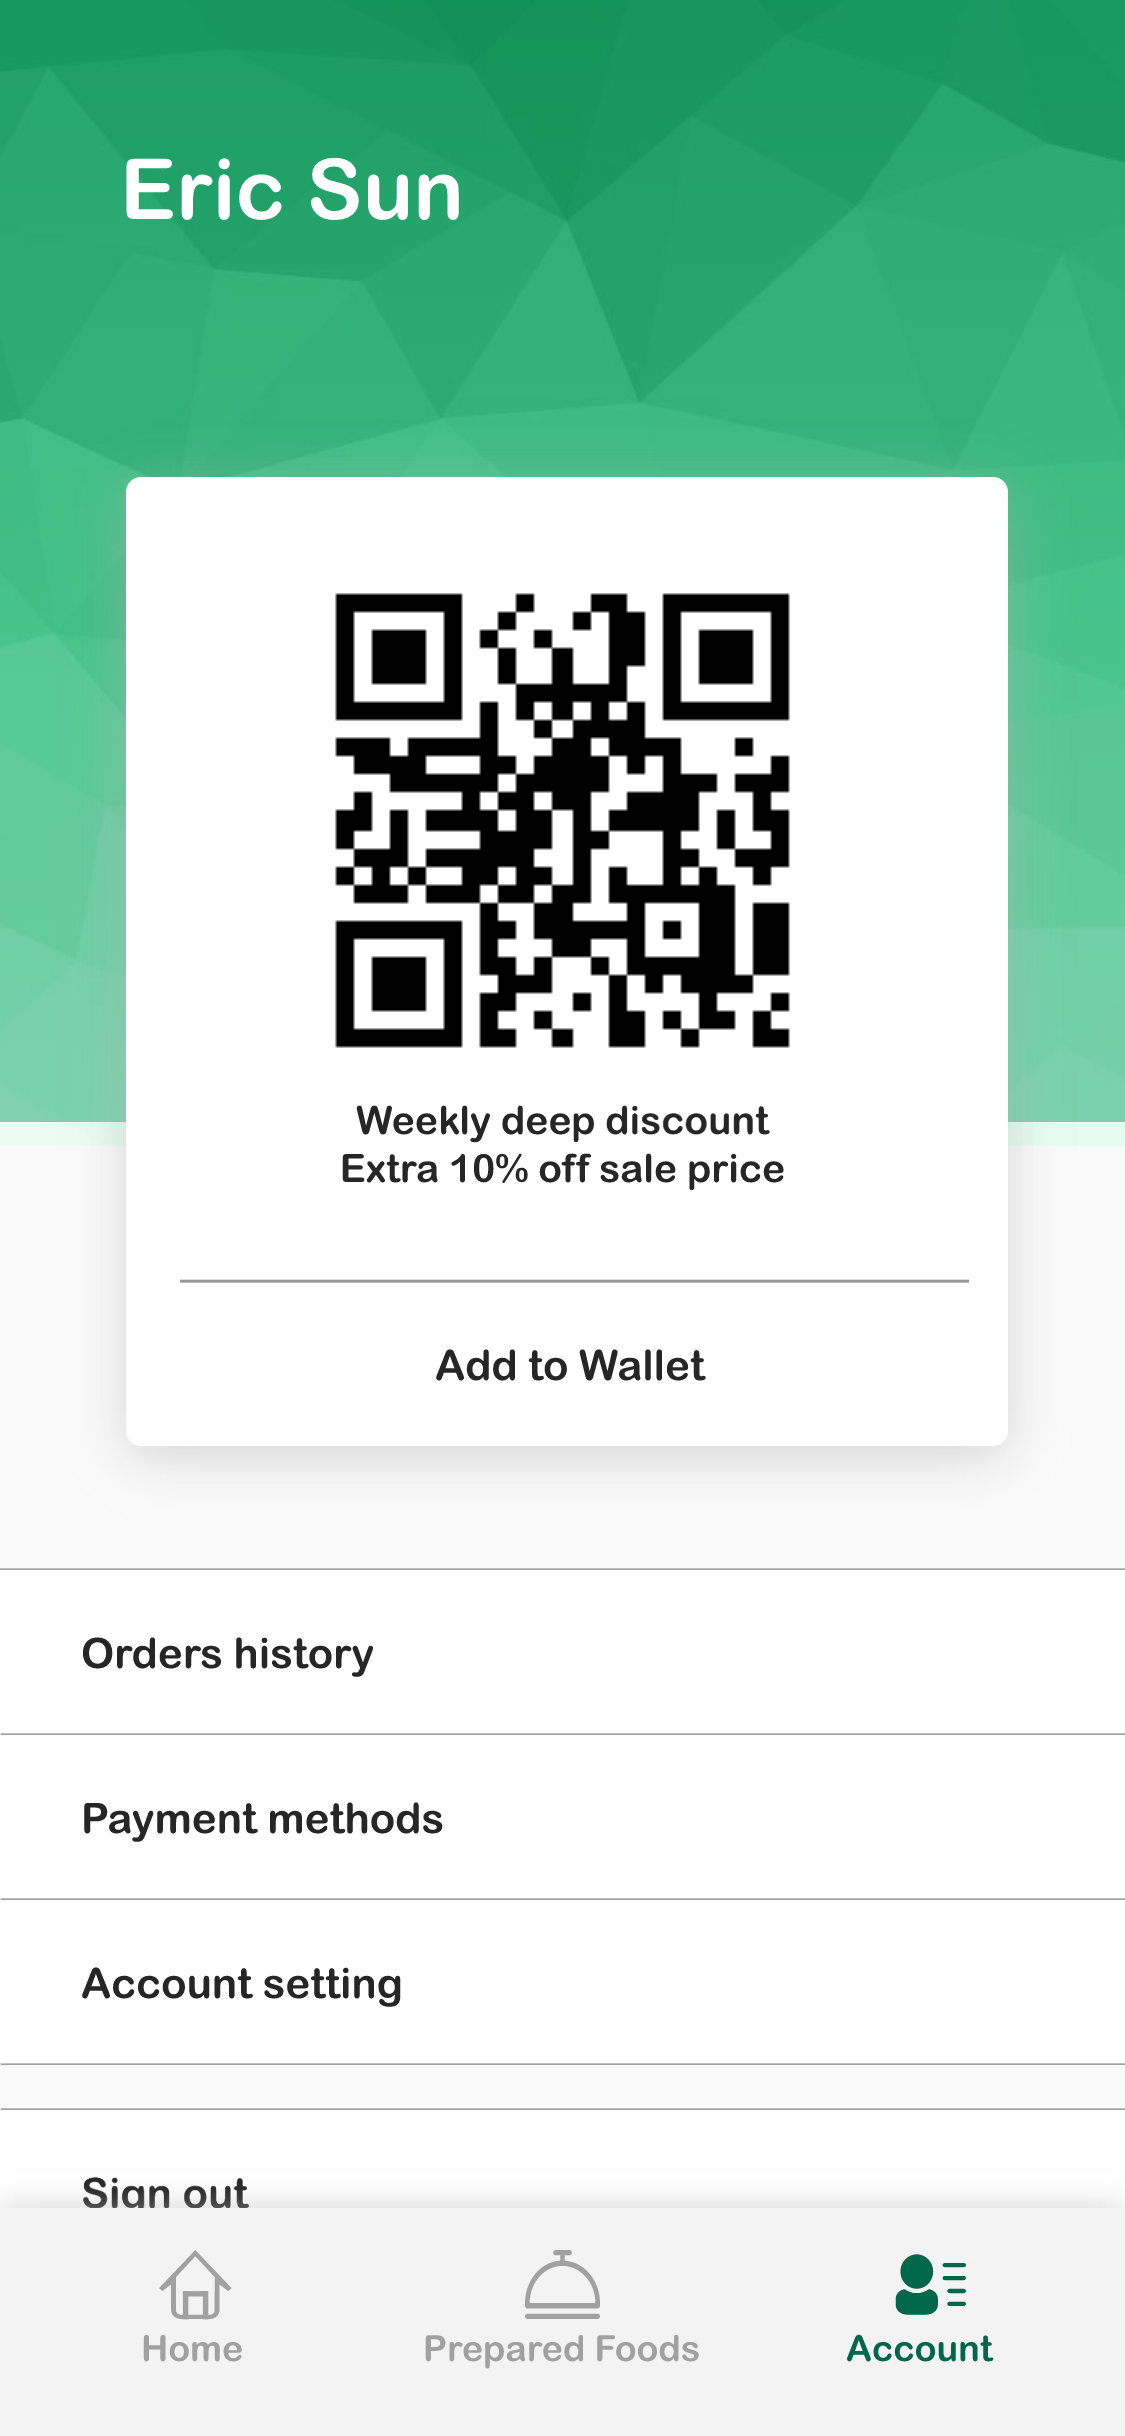 Eric Sun
Weekly deep discount
Extra 10% off sale price
Add to Wallet
Orders history
Payment methods
Account setting
Sign out
Home
Prepared Foods
Account